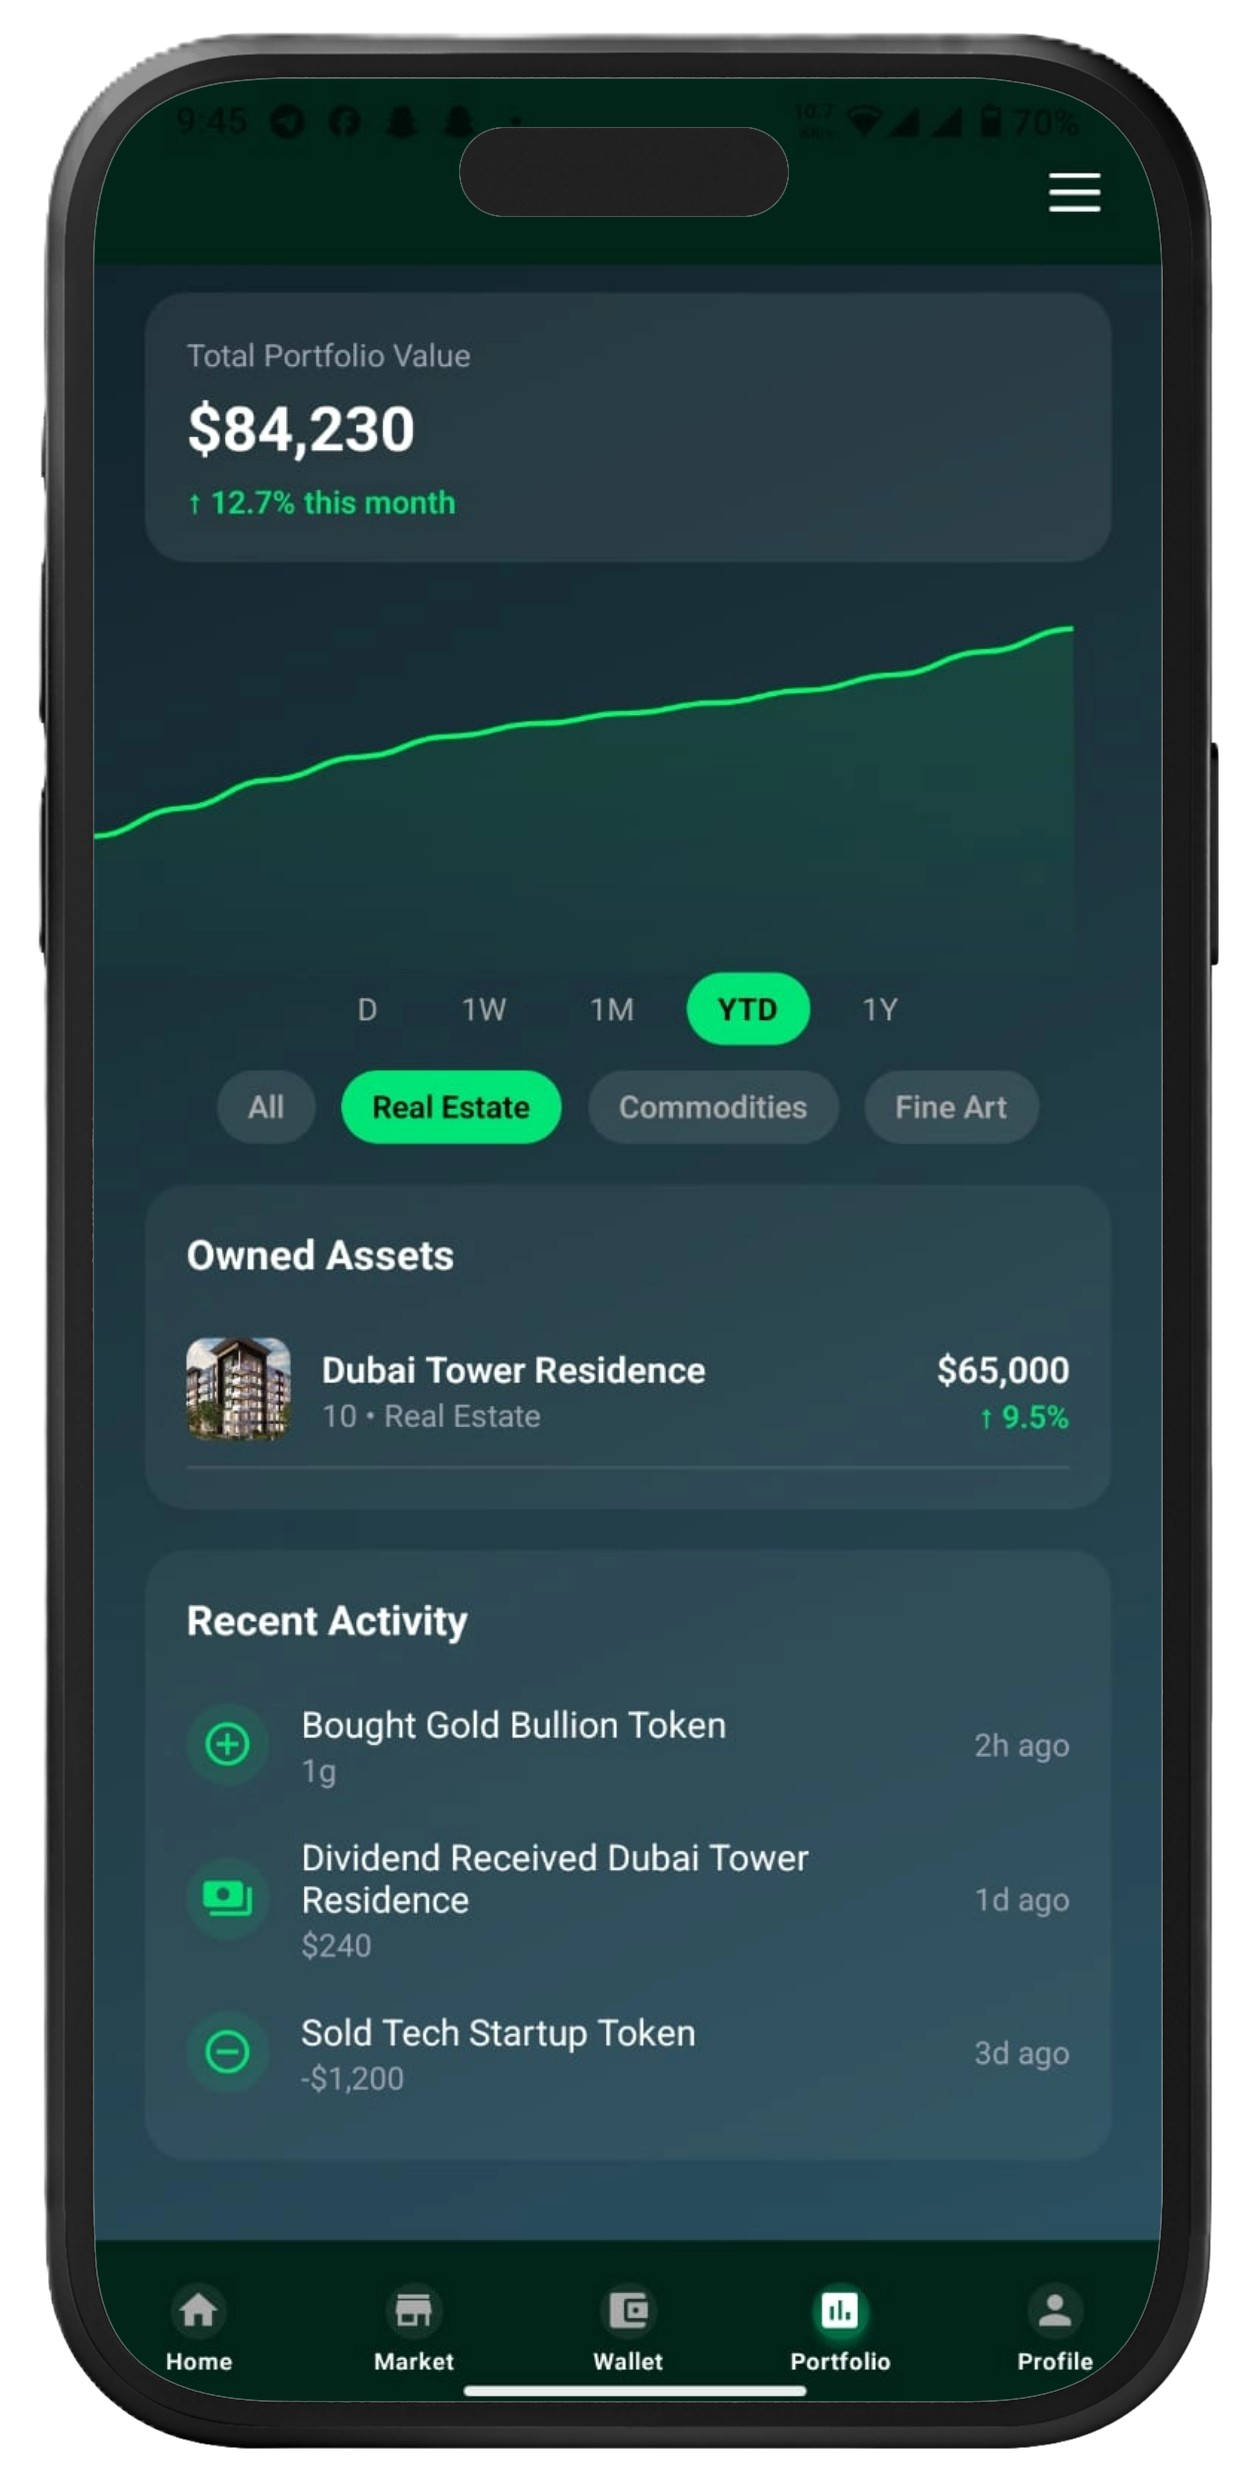 9:45
70%
Total Portfolio Value
$84,230
↑ 12.7% this month
D 1W 1M YTD 1Y
All Real Estate Commodities Fine Art
Owned Assets
Dubai Tower Residence $65,000
10 • Real Estate ↑ 9.5%
Recent Activity
Bought Gold Bullion Token
1g
2h ago
Dividend Received Dubai Tower
Residence
$240
1d ago
Sold Tech Startup Token
-$1,200
3d ago
Home Market Wallet Portfolio Profile